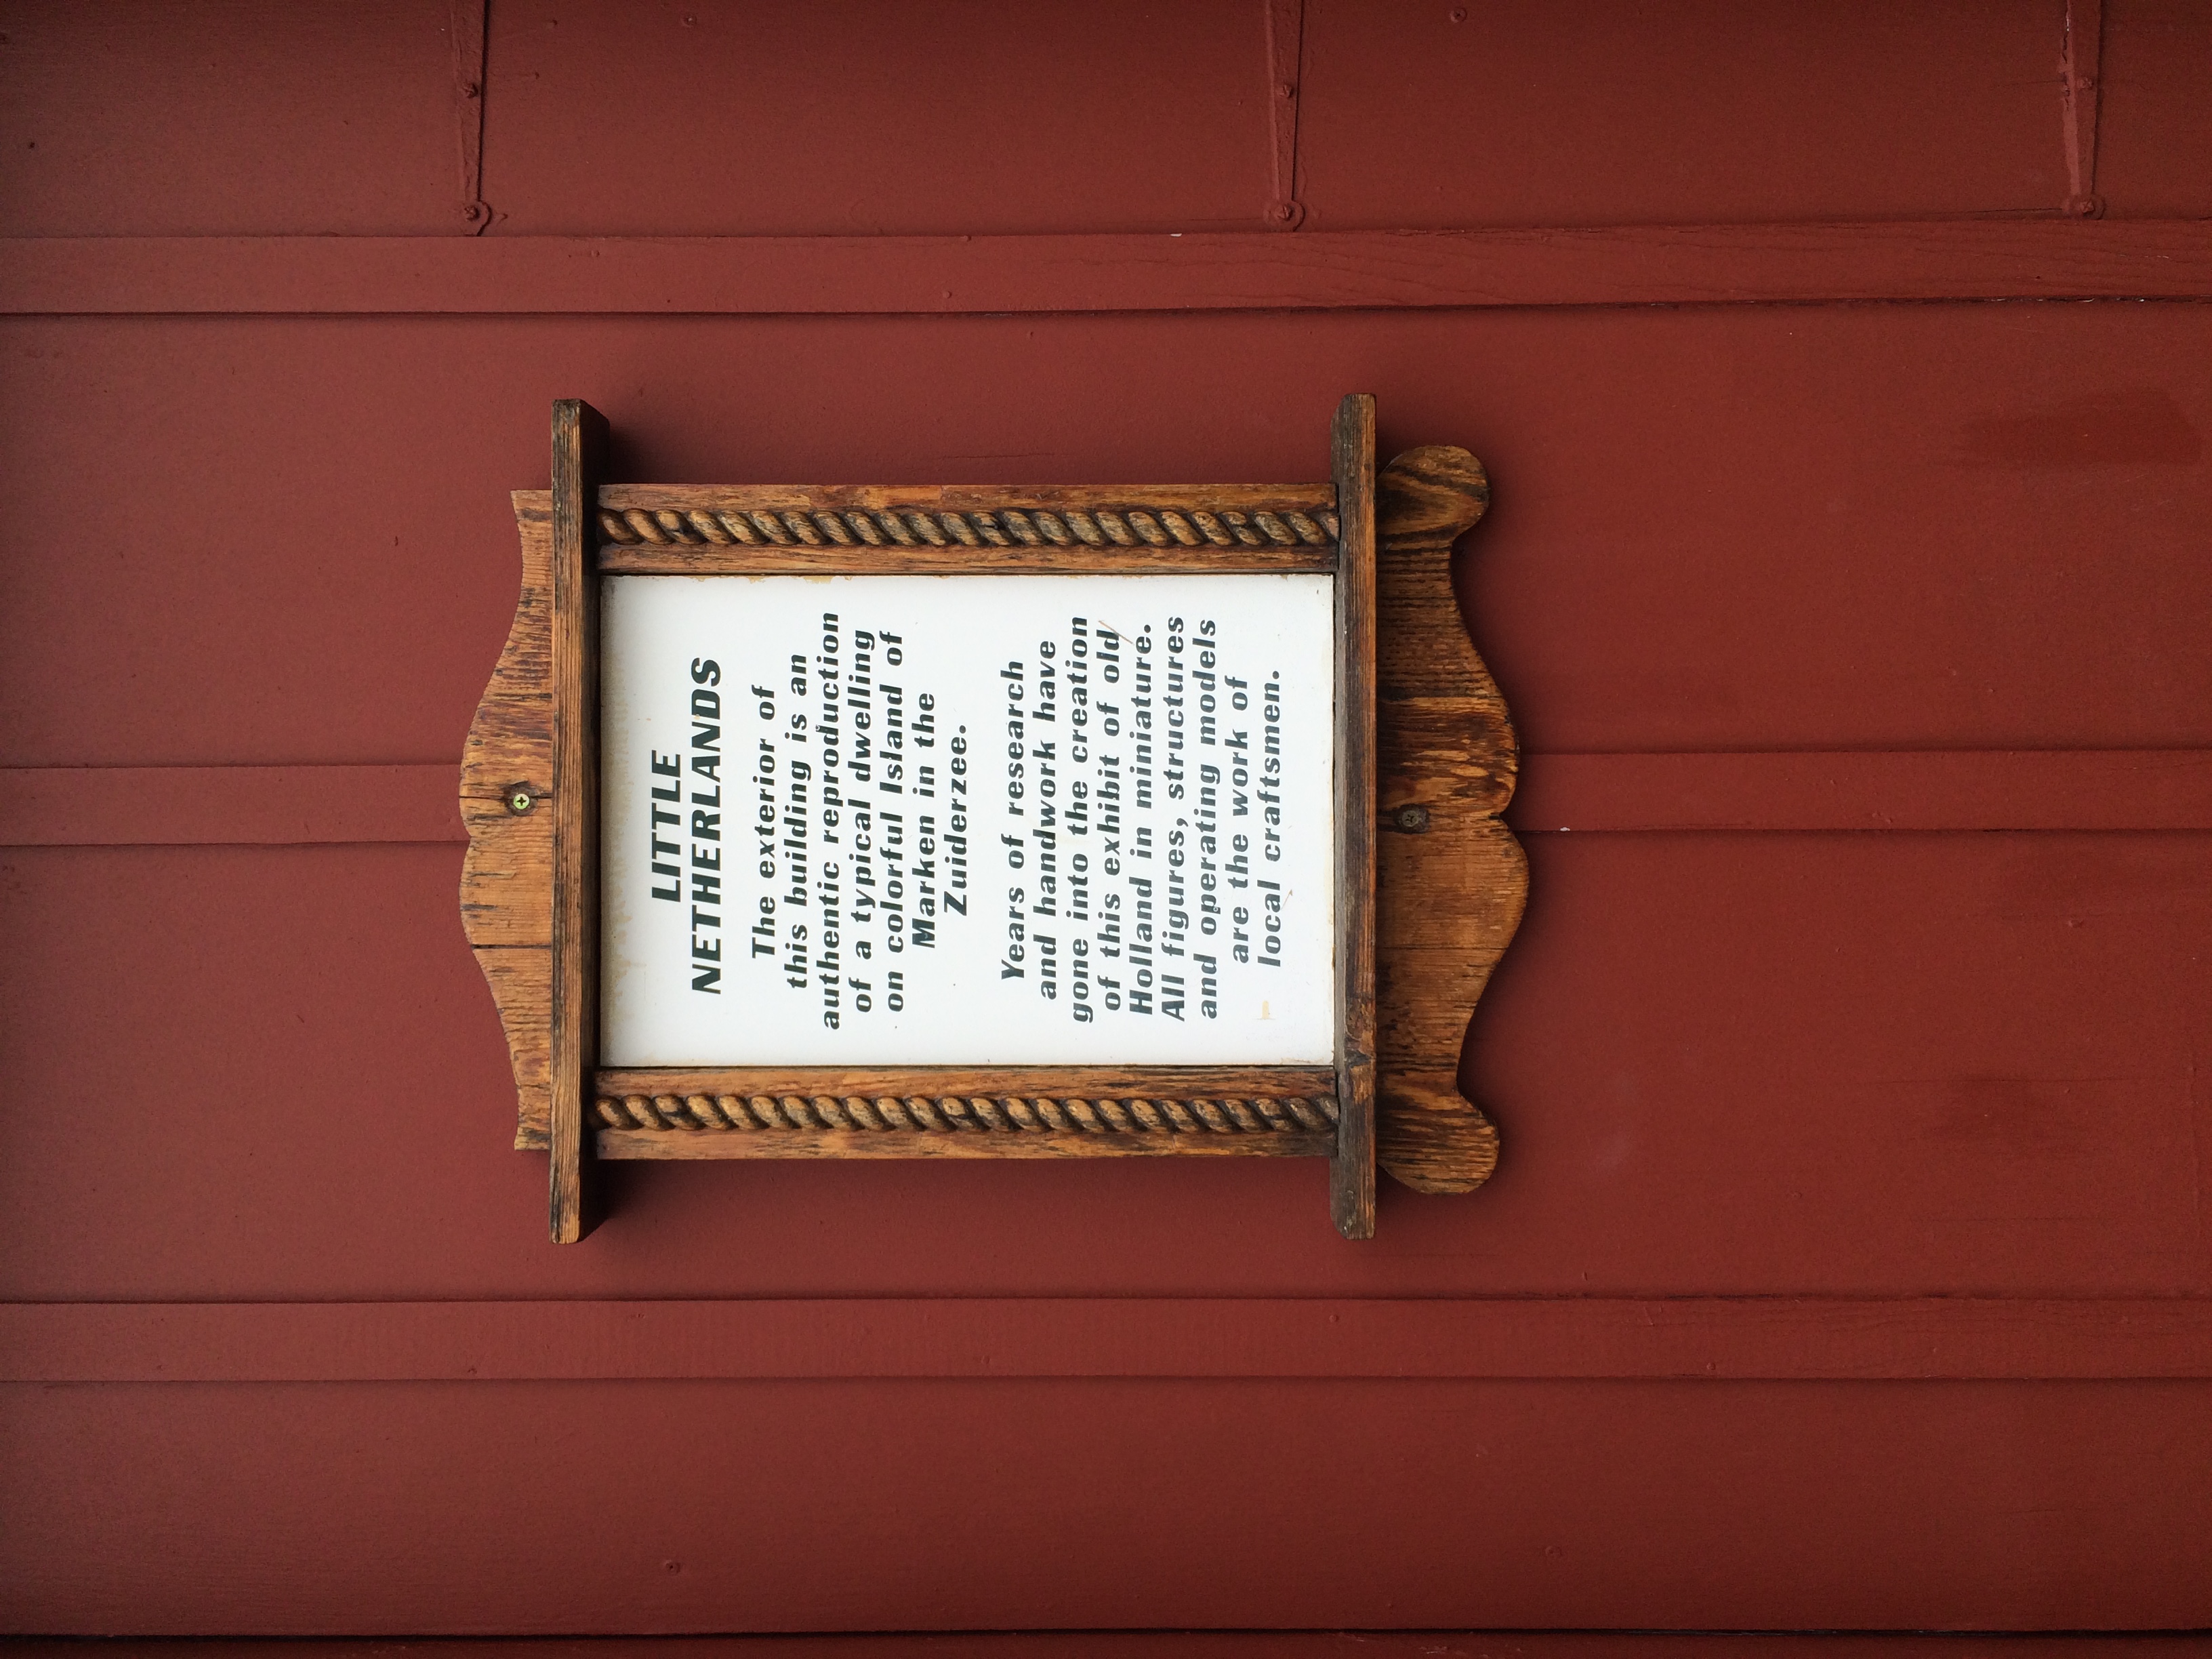 LITTLE
NETHERLANDS
The exterior of
this building is an
authentic reproduction
of a typical dwelling
on colorful Island of
Marken in the
Zuiderzee.
Years of research
and handwork have
gone into the creation
of this exhibit of old
Holland in miniature.
All figures, structures
and operating models
are the work of
local craftsmen.